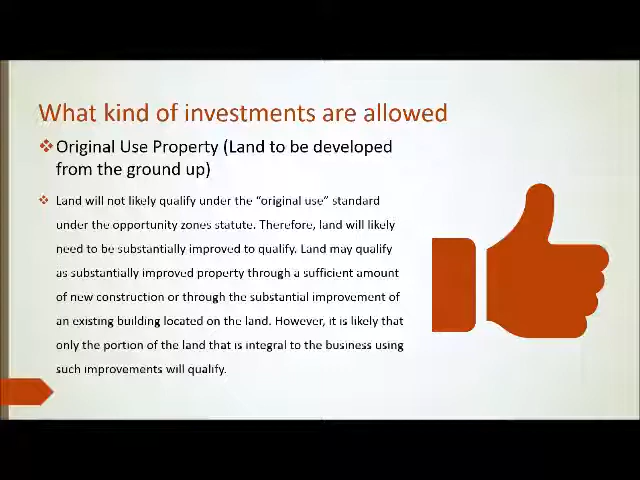 What kind of investments are allowed
Original Use Property (Land to be developed
from the ground up)
Land will not likely qualify under the “original use” standard
under the opportunity zones statute. Therefore, land will likely
need to be substantially improved to qualify. Land may qualify
as substantially improved property through a sufficient amount
of new construction or through the substantial improvement of
an existing building located on the land. However, it is likely that
only the portion of the land that is integral to the business using
such improvements will qualify.